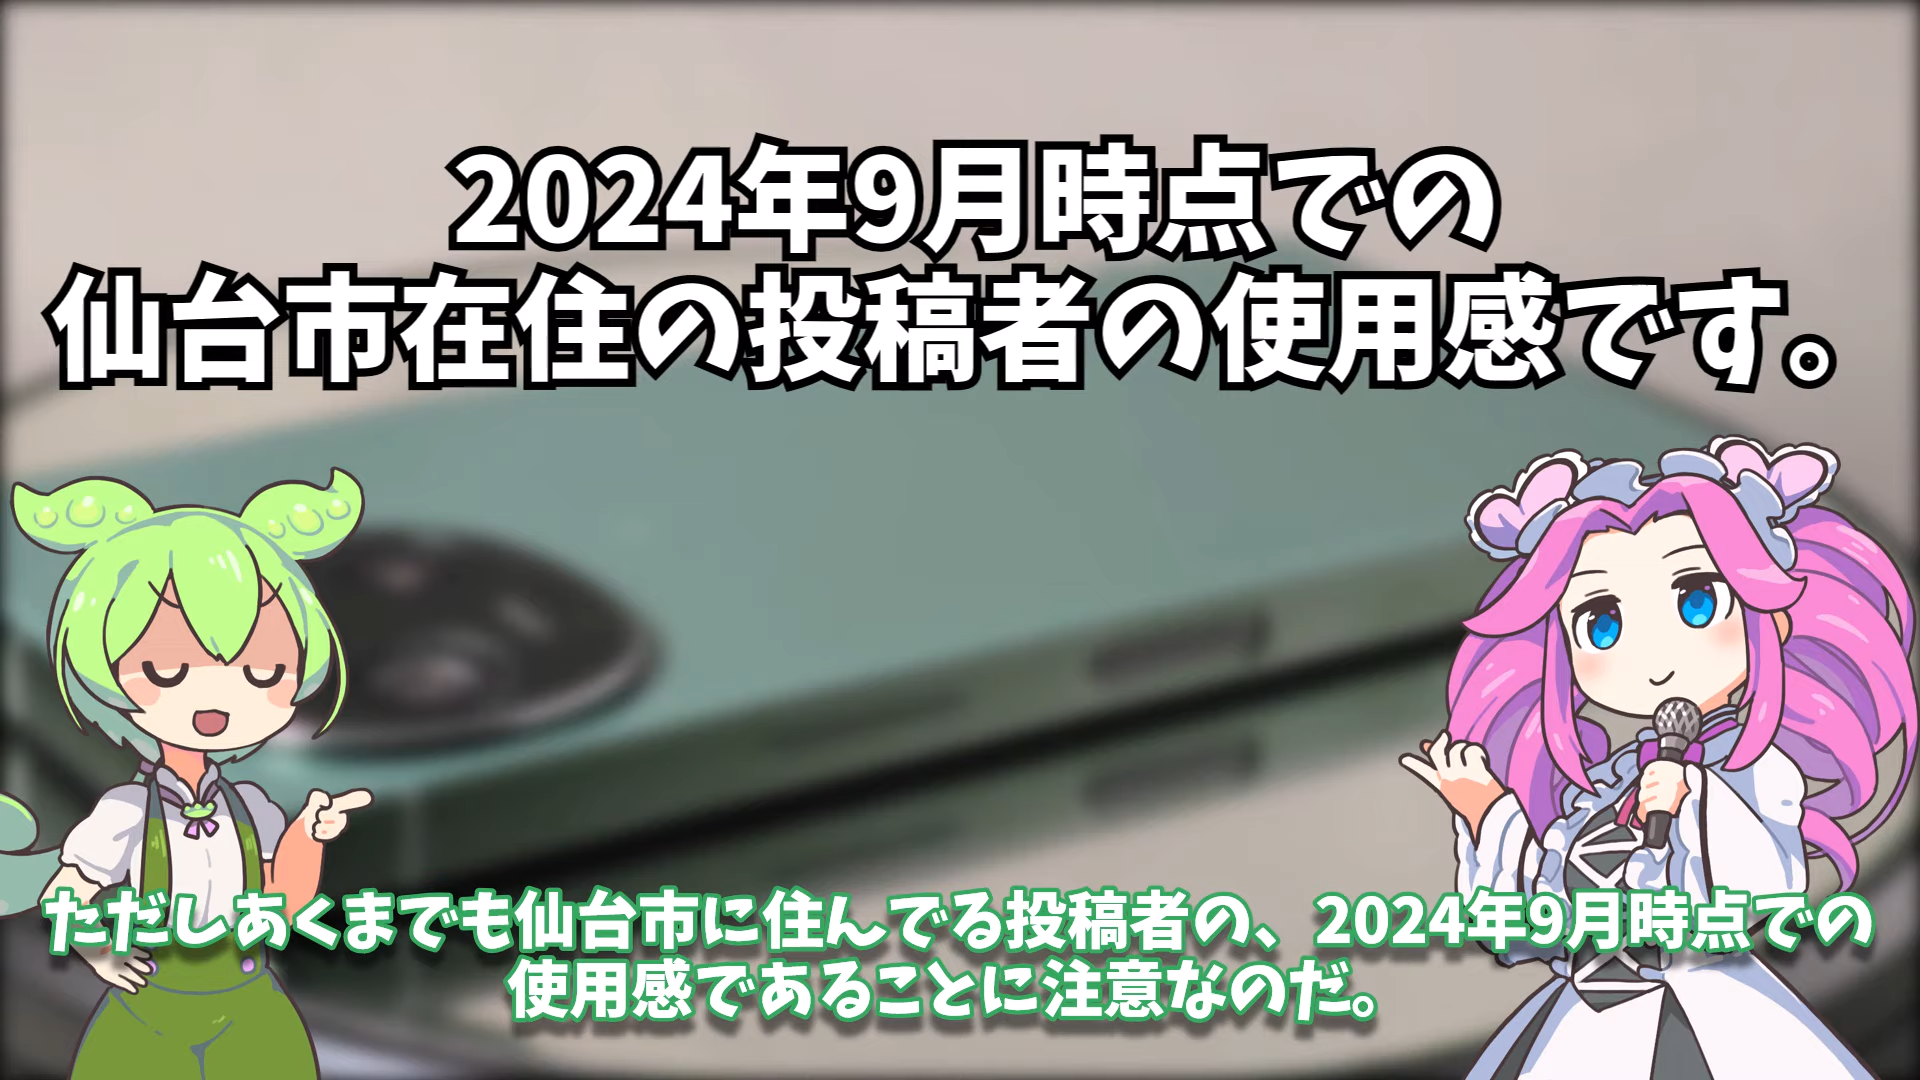 2024年9月時点での
仙台市在住の投稿者の使用感です。
ただしあくまでも仙台市に住んでる投稿者の、2024年9月時点での
使用感であることに注意なのだ。